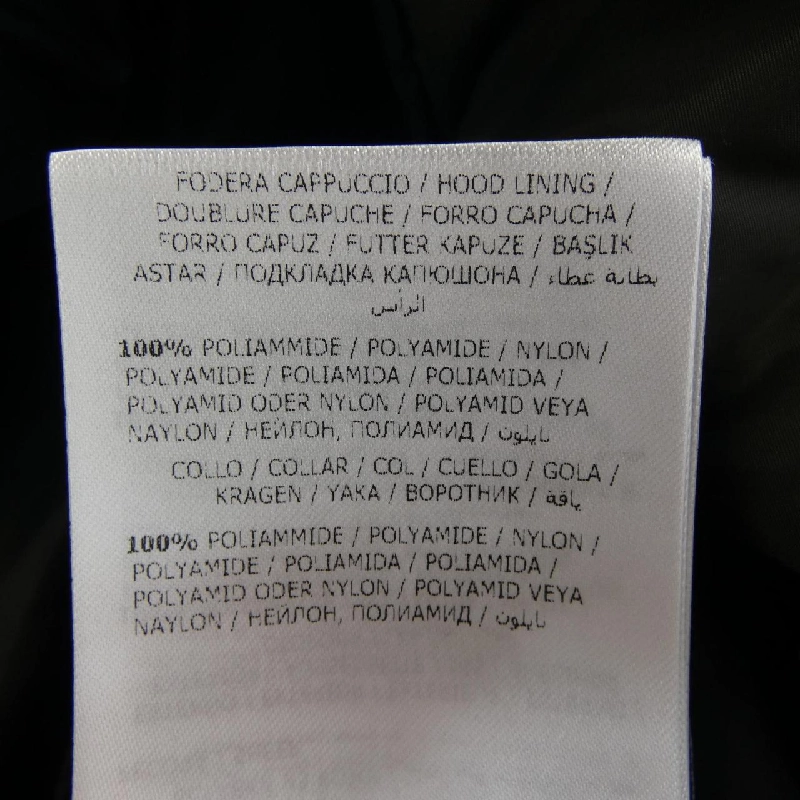 FODERA CAPPUCCIO / HOOD LINING /
DOUBLURE CAPUCHE / FORRO CAPUCHA /
FORRO CAPUZ / FUTTER KAPUZE / BAŞLIK
ASTAR / ПОДКЛАДКА КАПЮШОНА / بطانة غطاء
الرأس
100% POLIAMMIDE / POLYAMIDE / NYLON /
POLYAMIDE / POLIAMIDA / POLIAMIDA /
POLYAMID ODER NYLON / POLYAMID VEYA
NAYLON / НЕЙЛОН, ПОЛИАМИД / نايلون
COLLO / COLLAR / COL / CUELLO / GOLA /
KRAGEN / YAKA / ВОРОТНИК / ياقة
100% POLIAMMIDE / POLYAMIDE / NYLON /
POLYAMIDE / POLIAMIDA / POLIAMIDA /
POLYAMID ODER NYLON / POLYAMID VEYA
NAYLON / НЕЙЛОН, ПОЛИАМИД / نايلون